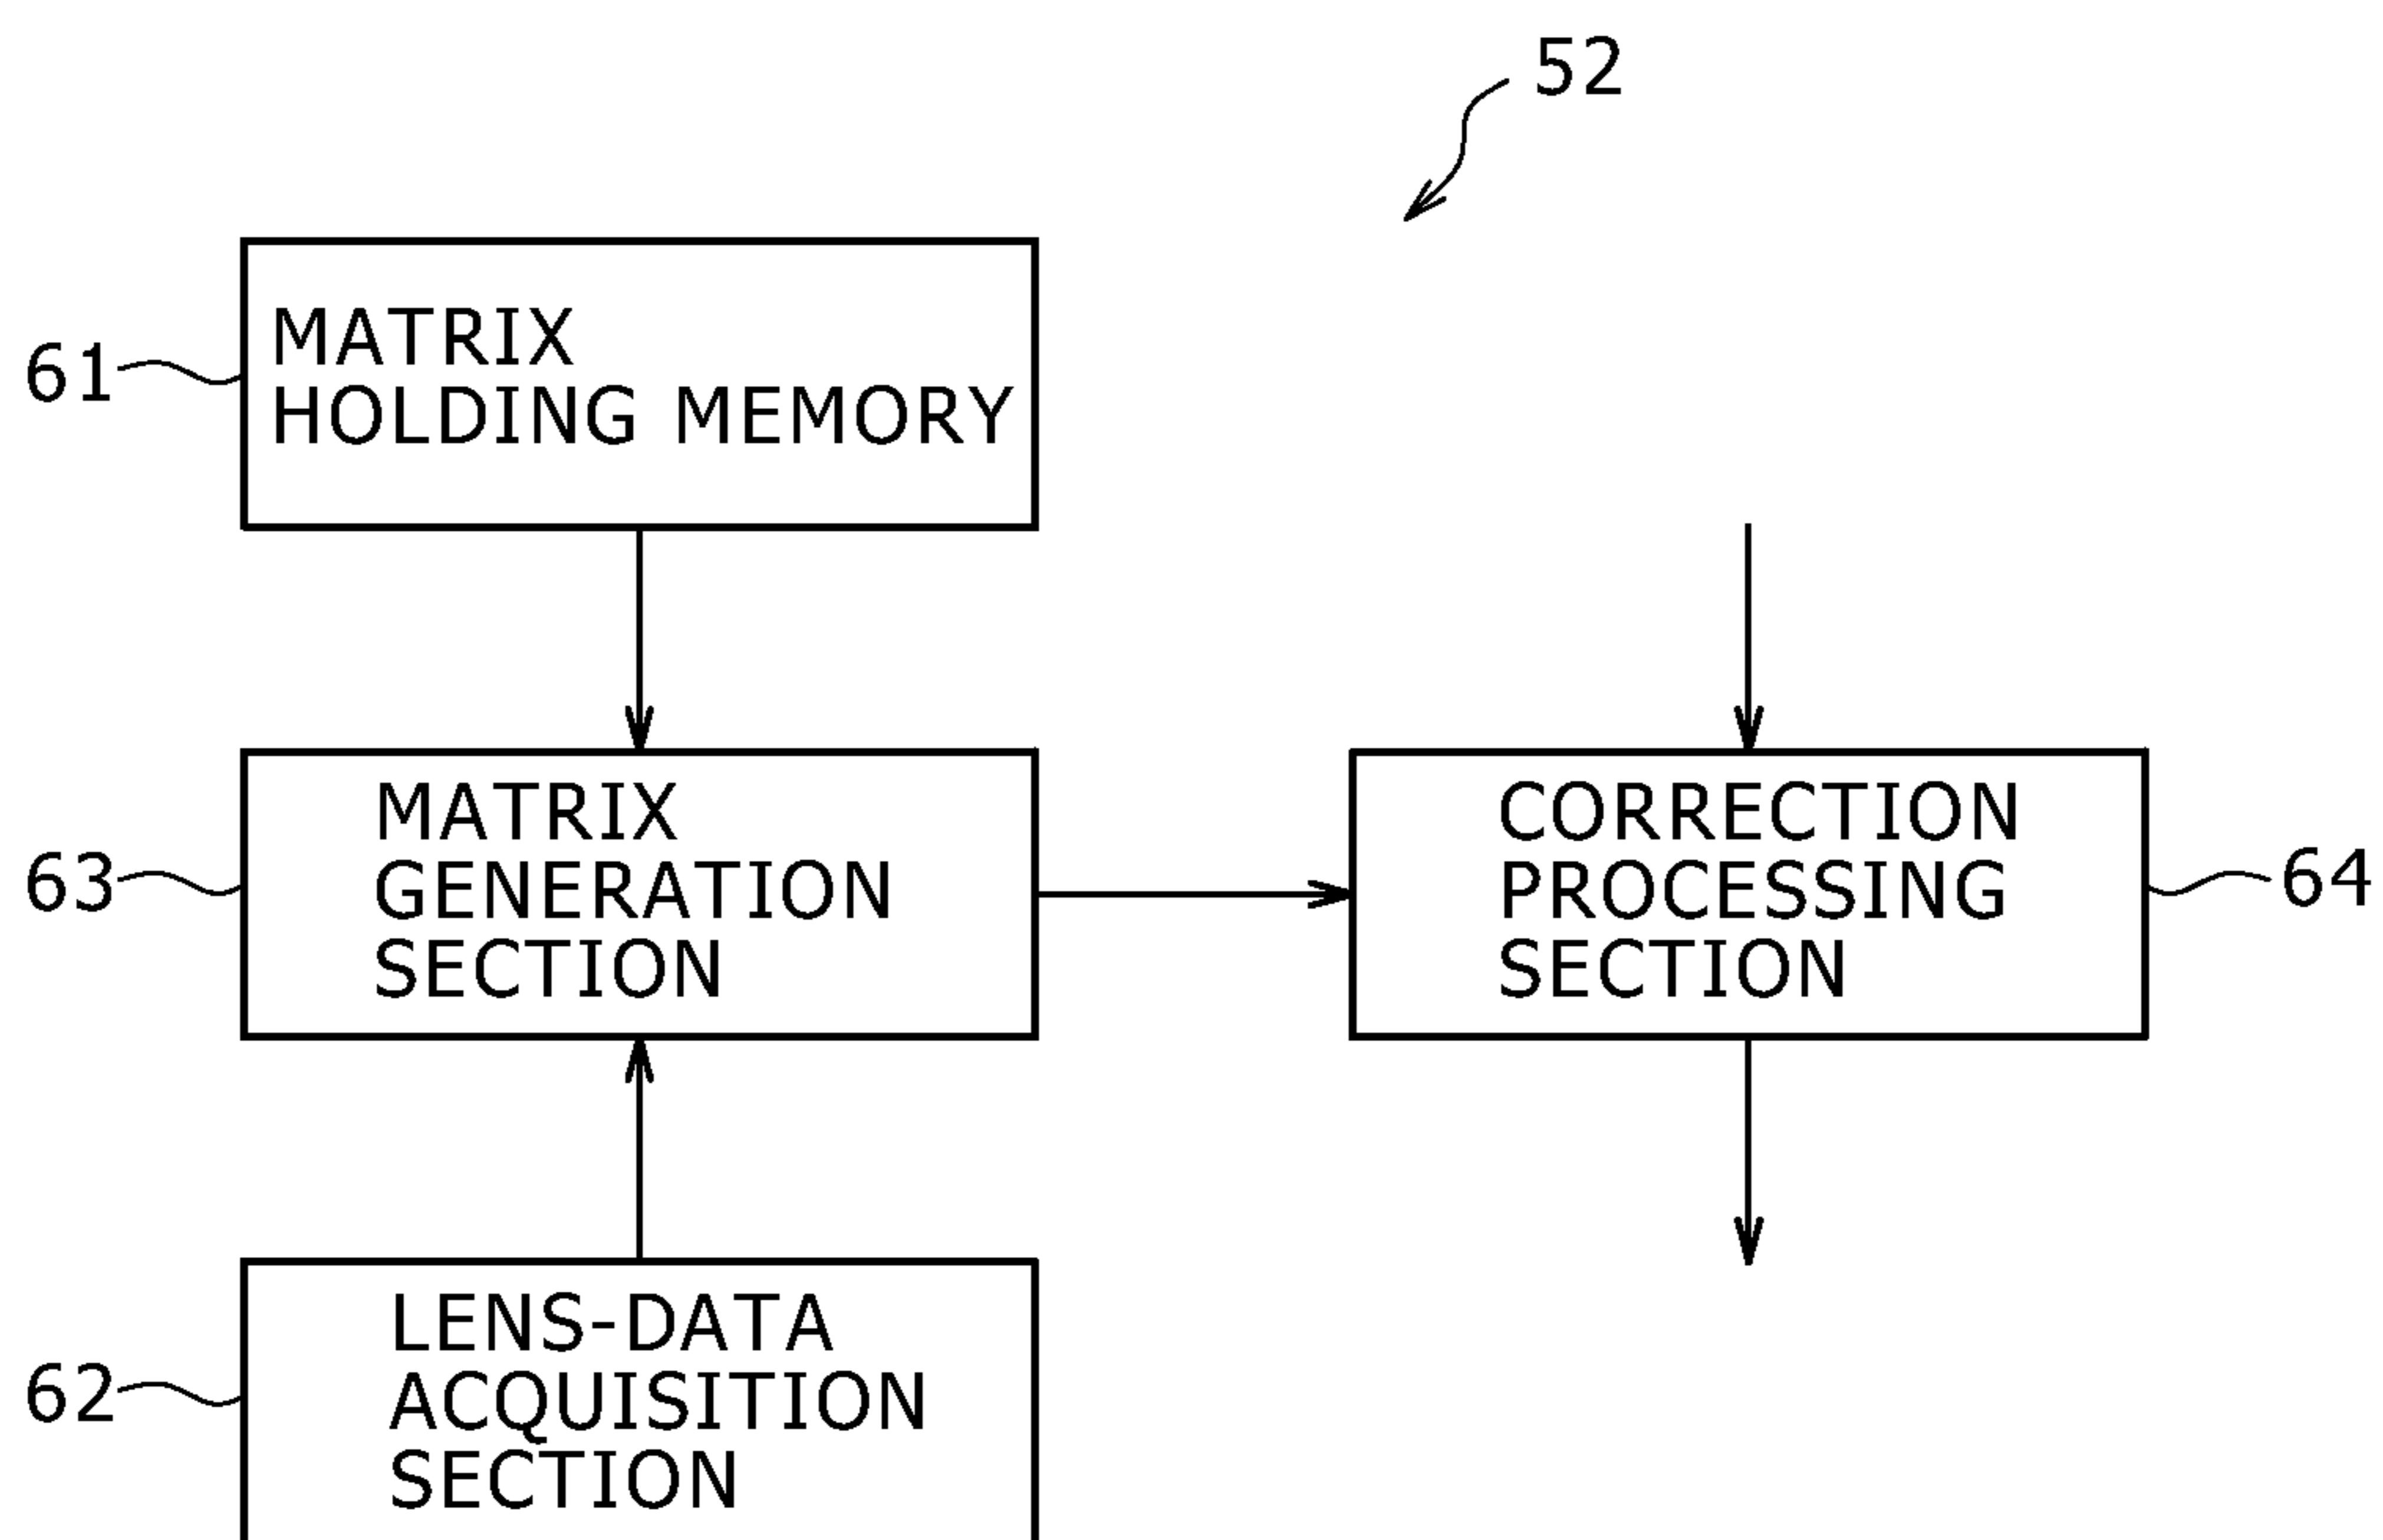 52
61
MATRIX
HOLDING MEMORY
63
MATRIX
GENERATION
SECTION
CORRECTION
PROCESSING
SECTION
64
62
LENS-DATA
ACQUISITION
SECTION